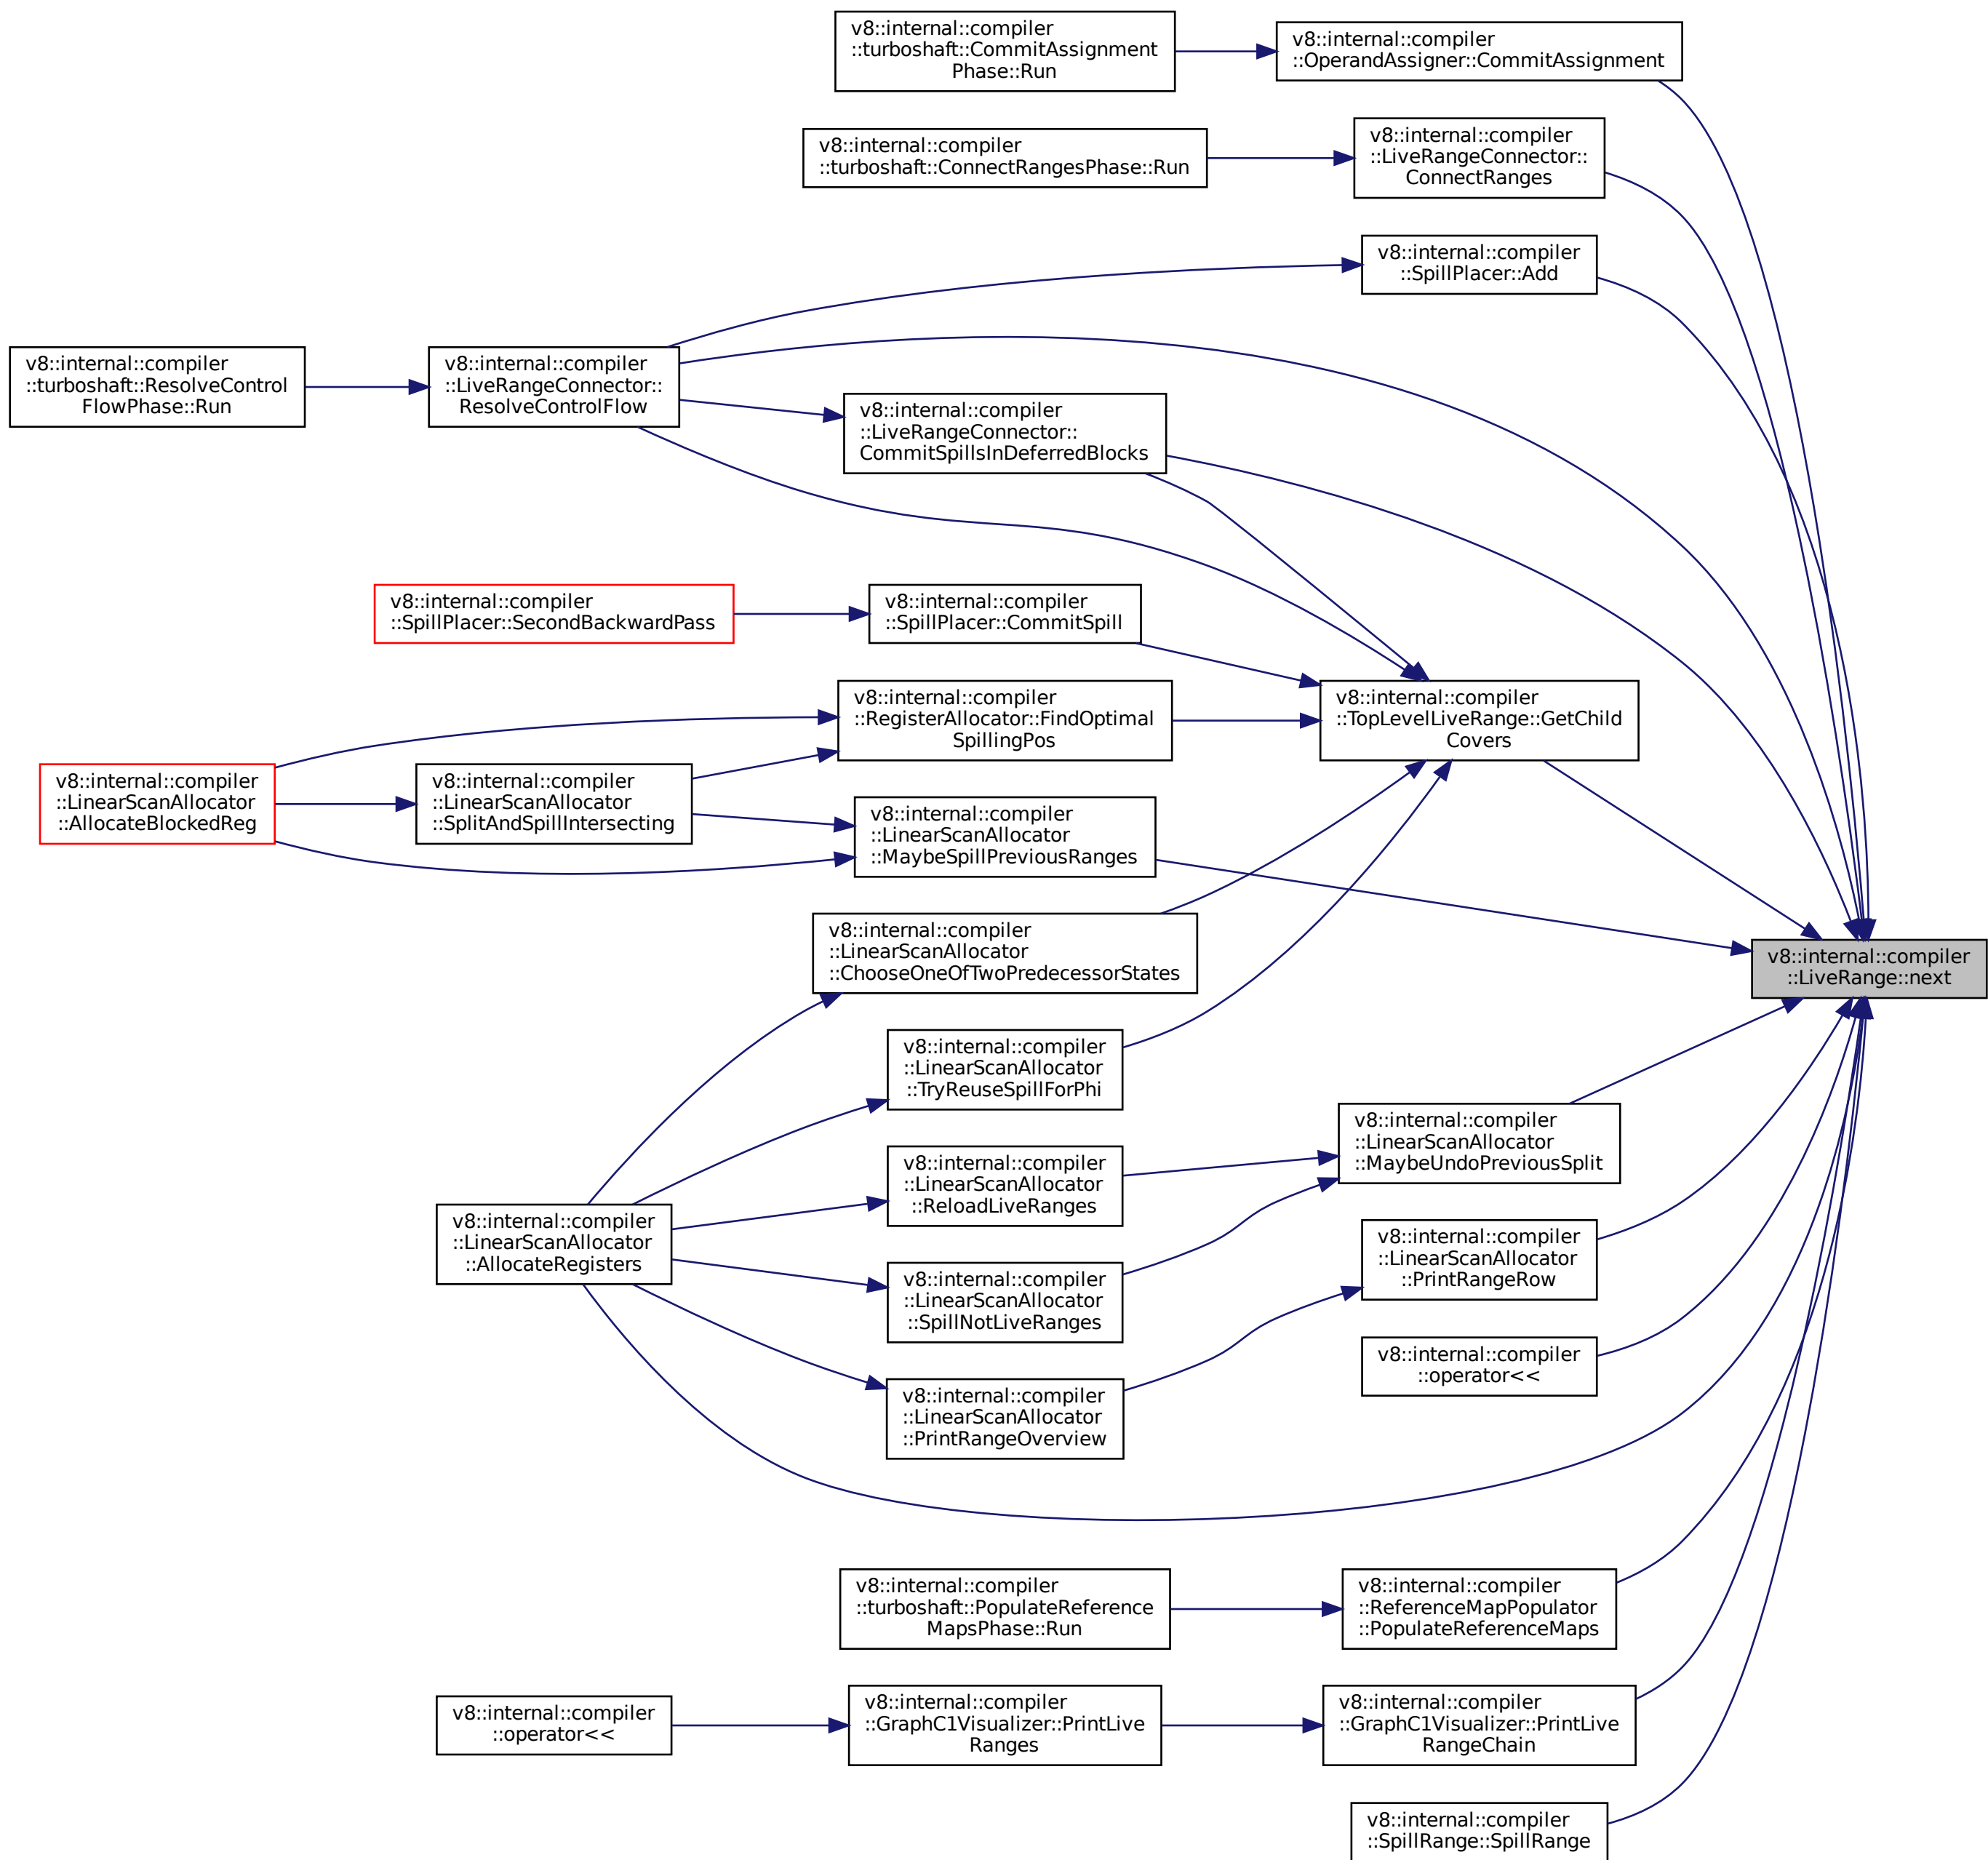 v8::internal::compiler
::turboshaft::CommitAssignment
Phase::Run
v8::internal::compiler
::OperandAssigner::CommitAssignment
v8::internal::compiler
::turboshaft::ConnectRangesPhase::Run
v8::internal::compiler
::LiveRangeConnector::
ConnectRanges
v8::internal::compiler
::SpillPlacer::Add
v8::internal::compiler
::turboshaft::ResolveControl
FlowPhase::Run
v8::internal::compiler
::LiveRangeConnector::
ResolveControlFlow
v8::internal::compiler
::LiveRangeConnector::
CommitSpillsInDeferredBlocks
v8::internal::compiler
::SpillPlacer::SecondBackwardPass
v8::internal::compiler
::SpillPlacer::CommitSpill
v8::internal::compiler
::RegisterAllocator::FindOptimal
SpillingPos
v8::internal::compiler
::TopLevelLiveRange::GetChild
Covers
v8::internal::compiler
::LinearScanAllocator
::AllocateBlockedReg
v8::internal::compiler
::LinearScanAllocator
::SplitAndSpillIntersecting
v8::internal::compiler
::LinearScanAllocator
::MaybeSpillPreviousRanges
v8::internal::compiler
::LinearScanAllocator
::ChooseOneOfTwoPredecessorStates
v8::internal::compiler
::LiveRange::next
v8::internal::compiler
::LinearScanAllocator
::TryReuseSpillForPhi
v8::internal::compiler
::LinearScanAllocator
::MaybeUndoPreviousSplit
v8::internal::compiler
::LinearScanAllocator
::ReloadLiveRanges
v8::internal::compiler
::LinearScanAllocator
::AllocateRegisters
v8::internal::compiler
::LinearScanAllocator
::PrintRangeRow
v8::internal::compiler
::LinearScanAllocator
::SpillNotLiveRanges
v8::internal::compiler
::operator<<
v8::internal::compiler
::LinearScanAllocator
::PrintRangeOverview
v8::internal::compiler
::turboshaft::PopulateReference
MapsPhase::Run
v8::internal::compiler
::ReferenceMapPopulator
::PopulateReferenceMaps
v8::internal::compiler
::operator<<
v8::internal::compiler
::GraphC1Visualizer::PrintLive
Ranges
v8::internal::compiler
::GraphC1Visualizer::PrintLive
RangeChain
v8::internal::compiler
::SpillRange::SpillRange